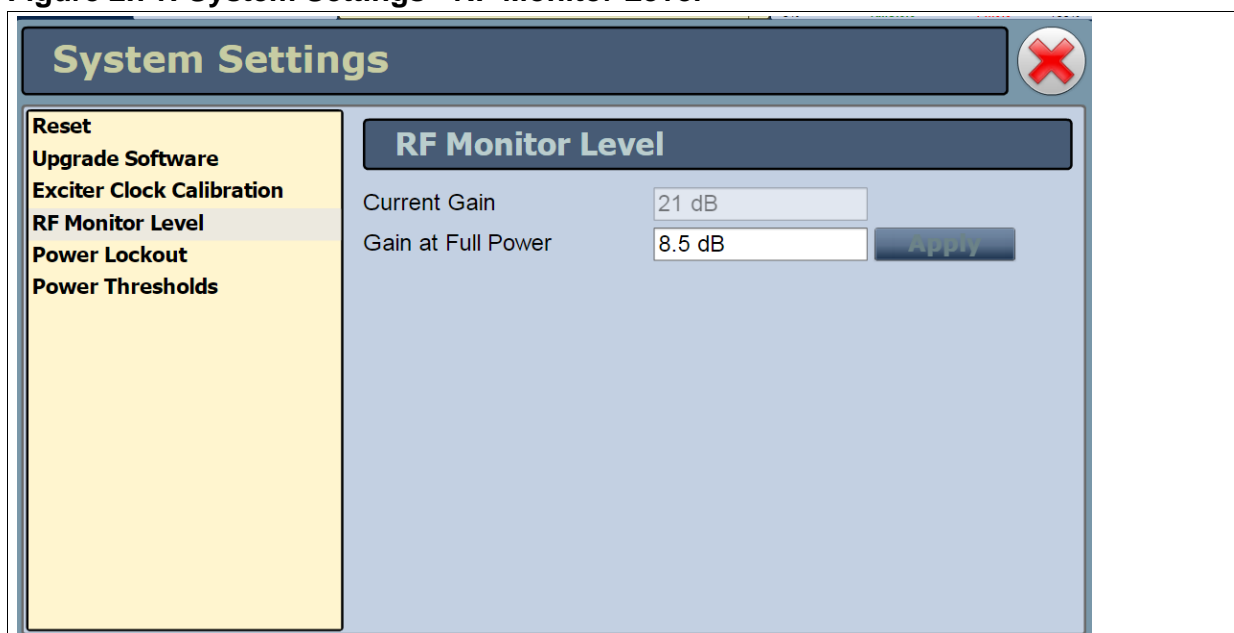 System Settings
Reset
Upgrade Software
Exciter Clock Calibration
RF Monitor Level
Power Lockout
Power Thresholds
RF Monitor Level
Current Gain 21 dB
Gain at Full Power 8.5 dB Apply